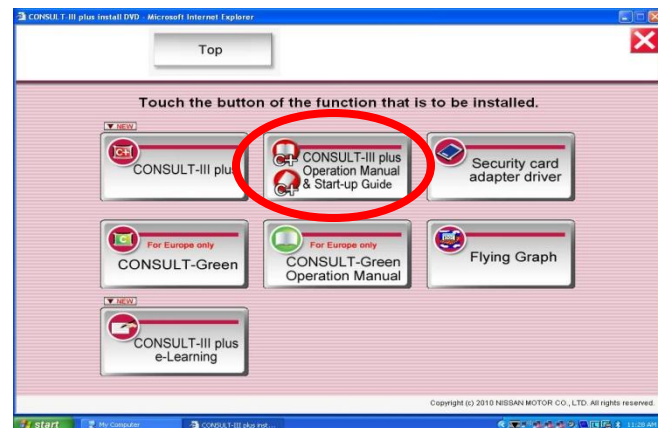 CONSULT-III plus install DVD - Microsoft Internet Explorer
Top
Touch the button of the function that is to be installed.
▼ NEW
C+
CONSULT-III plus
C+
C+
CONSULT-III plus
Operation Manual
& Start-up Guide
Security card
adapter driver
C
For Europe only
CONSULT-Green
For Europe only
CONSULT-Green
Operation Manual
Flying Graph
▼ NEW
CONSULT-III plus
e-Learning
Copyright (c) 2010 NISSAN MOTOR CO., LTD. All rights reserved.
start
My Computer
CONSULT-III plus inst...
11:28 AM